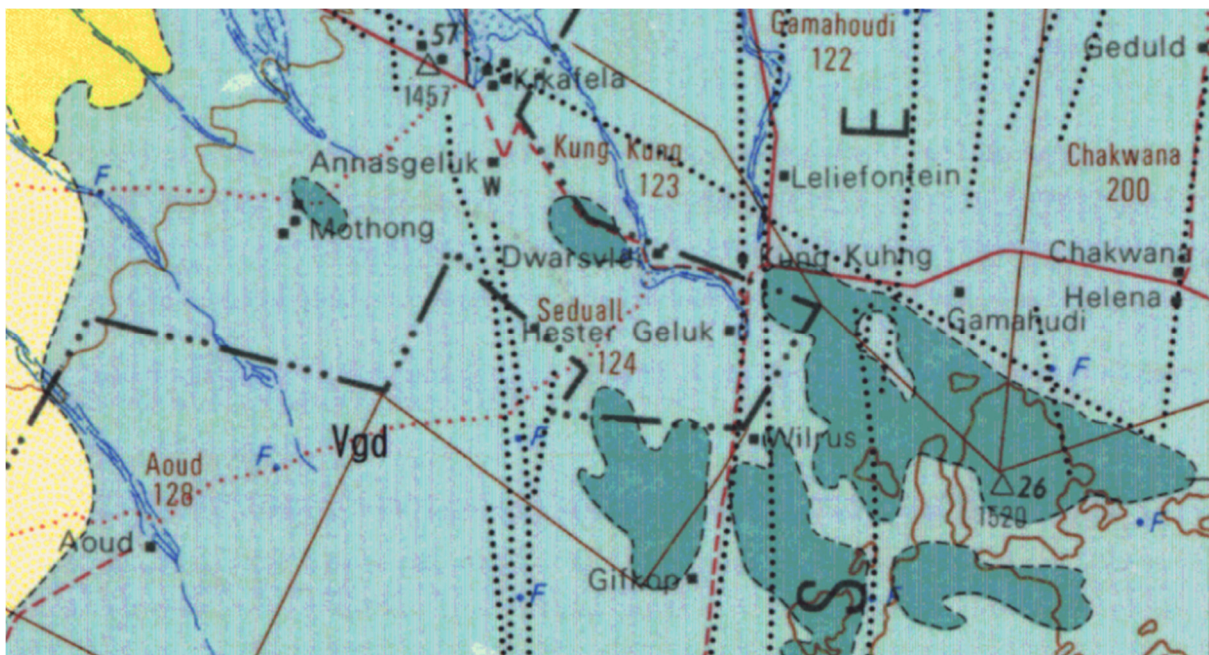 Gamahoudi
122
57
1457
Kikafela
Geduld
E
Annasgeluk
W
Kung Kung
123
Chakwana
200
F
Leliefontein
Mothong
Dwarsvlei
Kung Kuhng
Chakwana
Seduall
124
Hester Geluk
Helena
Gamahudi
F
Vgd
F
Wilrus
Aoud
128
F
26
1520
F
Aoud
Gifkop
F
S
F